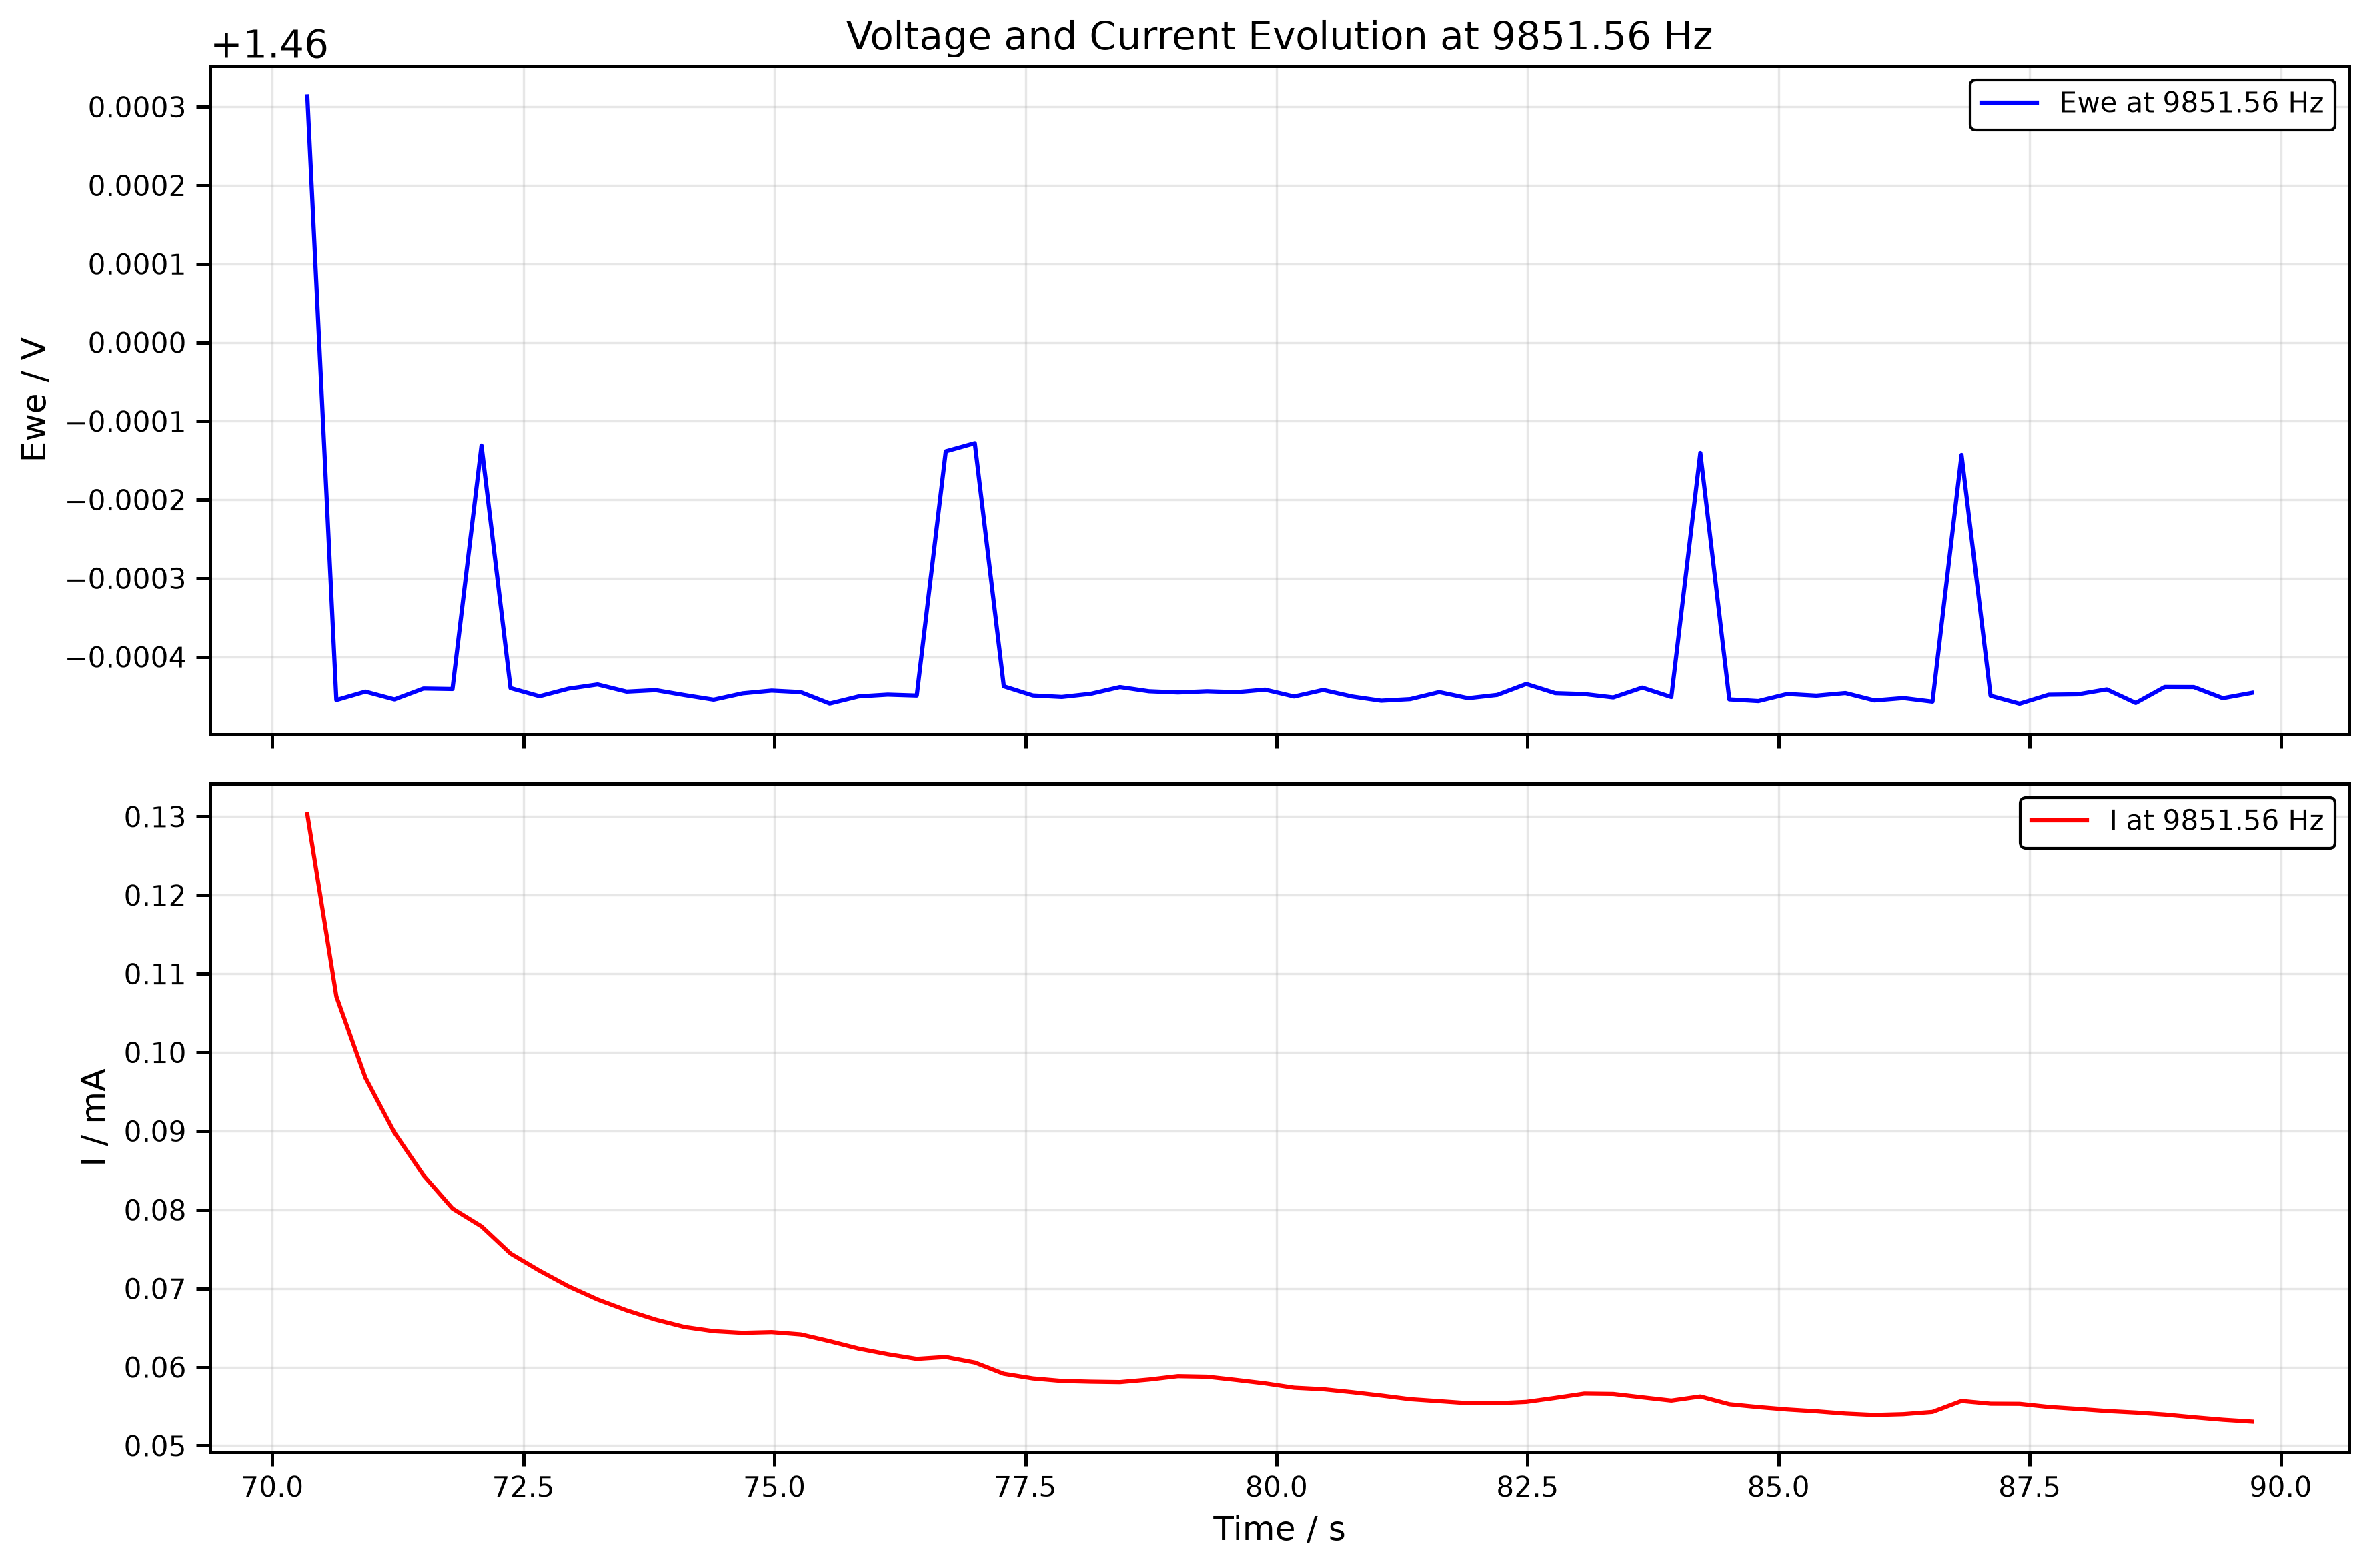 Voltage and Current Evolution at 9851.56 Hz
+1.46
Ewe at 9851.56 Hz
0.0003
0.0002
0.0001
0.0000
−0.0001
−0.0002
−0.0003
−0.0004
Ewe / V
I at 9851.56 Hz
0.13
0.12
0.11
0.10
0.09
0.08
0.07
0.06
0.05
I / mA
70.0 72.5 75.0 77.5 80.0 82.5 85.0 87.5 90.0
Time / s